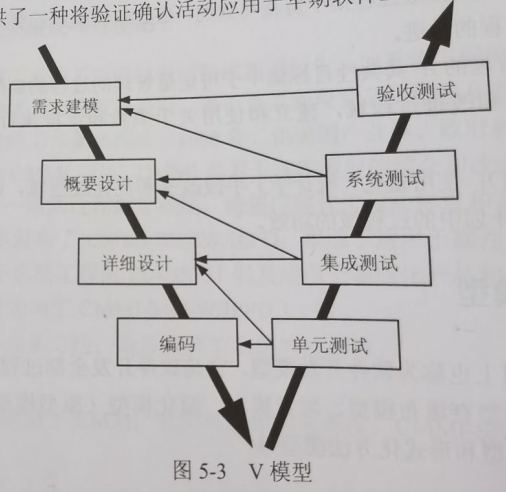 供了一种将验证确认活动应用于早期软件
需求建模
验收测试
概要设计
系统测试
详细设计
集成测试
编码
单元测试
图 5-3 V 模型